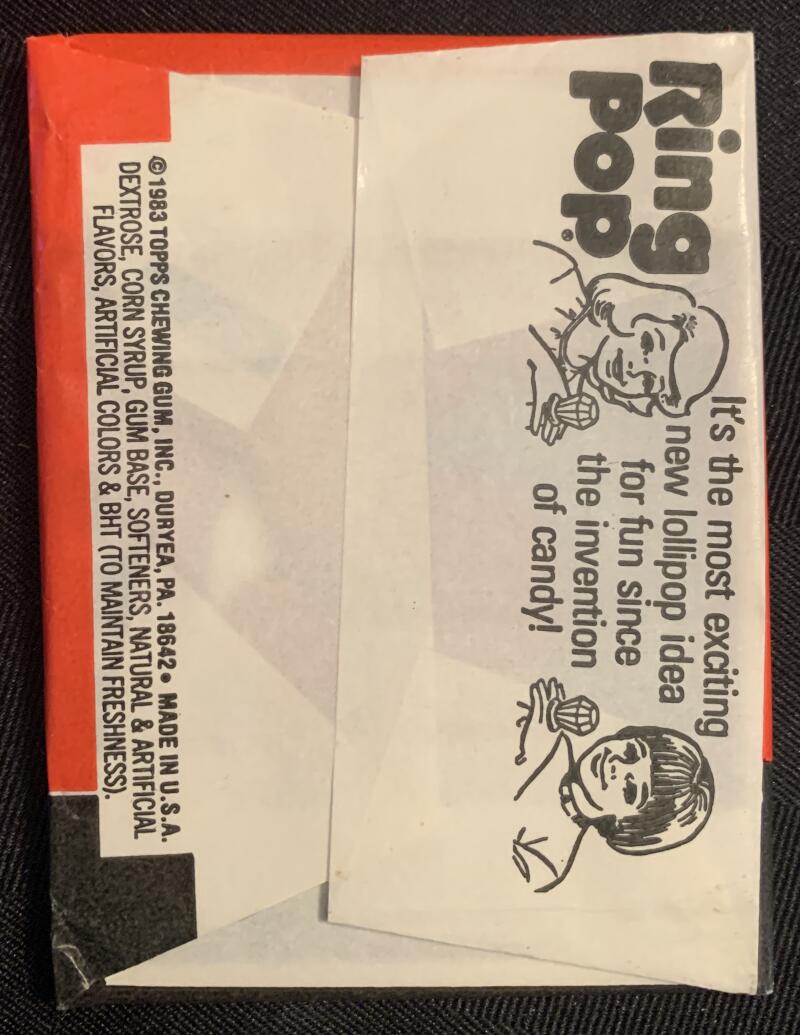 Ring
Pop®
It's the most exciting
new lollipop idea
for fun since
the invention
of candy!
©1983 TOPPS CHEWING GUM, INC., DURYEA, PA. 18642 • MADE IN U.S.A.
DEXTROSE, CORN SYRUP, GUM BASE, SOFTENERS, NATURAL & ARTIFICIAL
FLAVORS, ARTIFICIAL COLORS & BHT (TO MAINTAIN FRESHNESS).